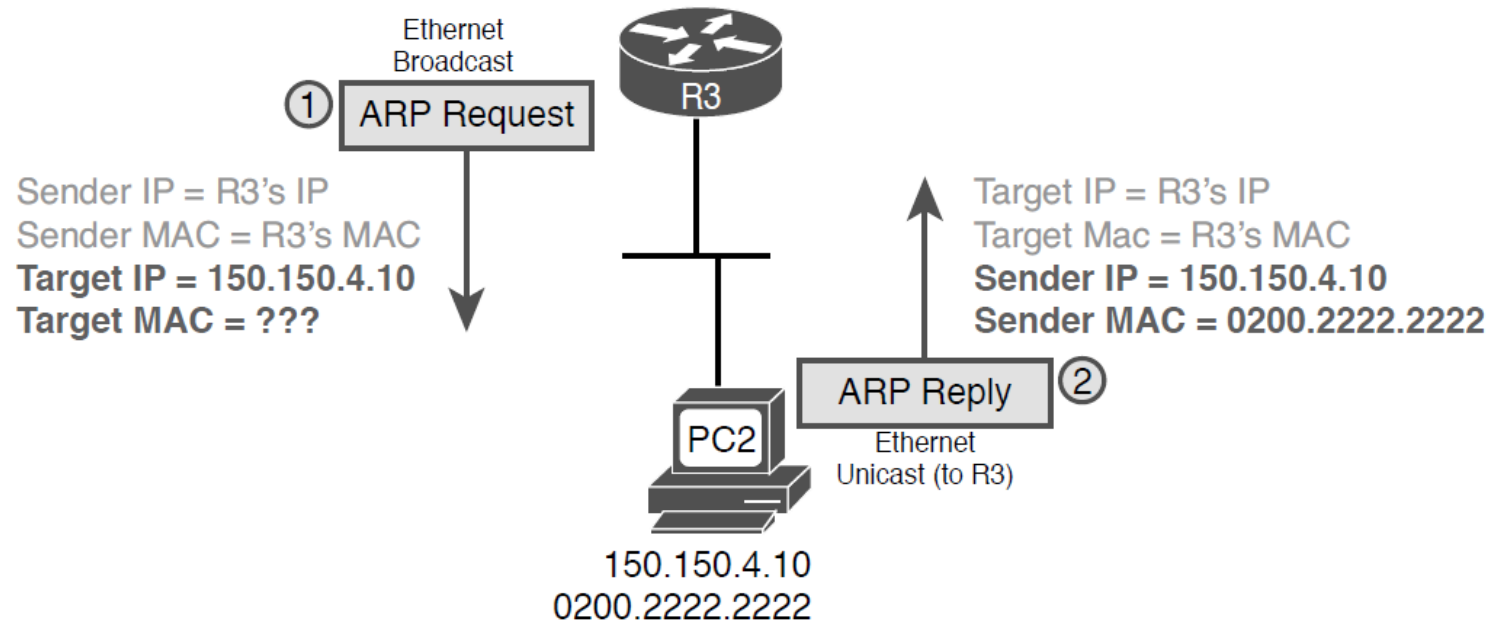 Ethernet
Broadcast
1
ARP Request
R3
Sender IP = R3’s IP
Sender MAC = R3’s MAC
Target IP = 150.150.4.10
Target MAC = ???
Target IP = R3’s IP
Target Mac = R3’s MAC
Sender IP = 150.150.4.10
Sender MAC = 0200.2222.2222
ARP Reply
2
Ethernet
Unicast (to R3)
PC2
150.150.4.10
0200.2222.2222